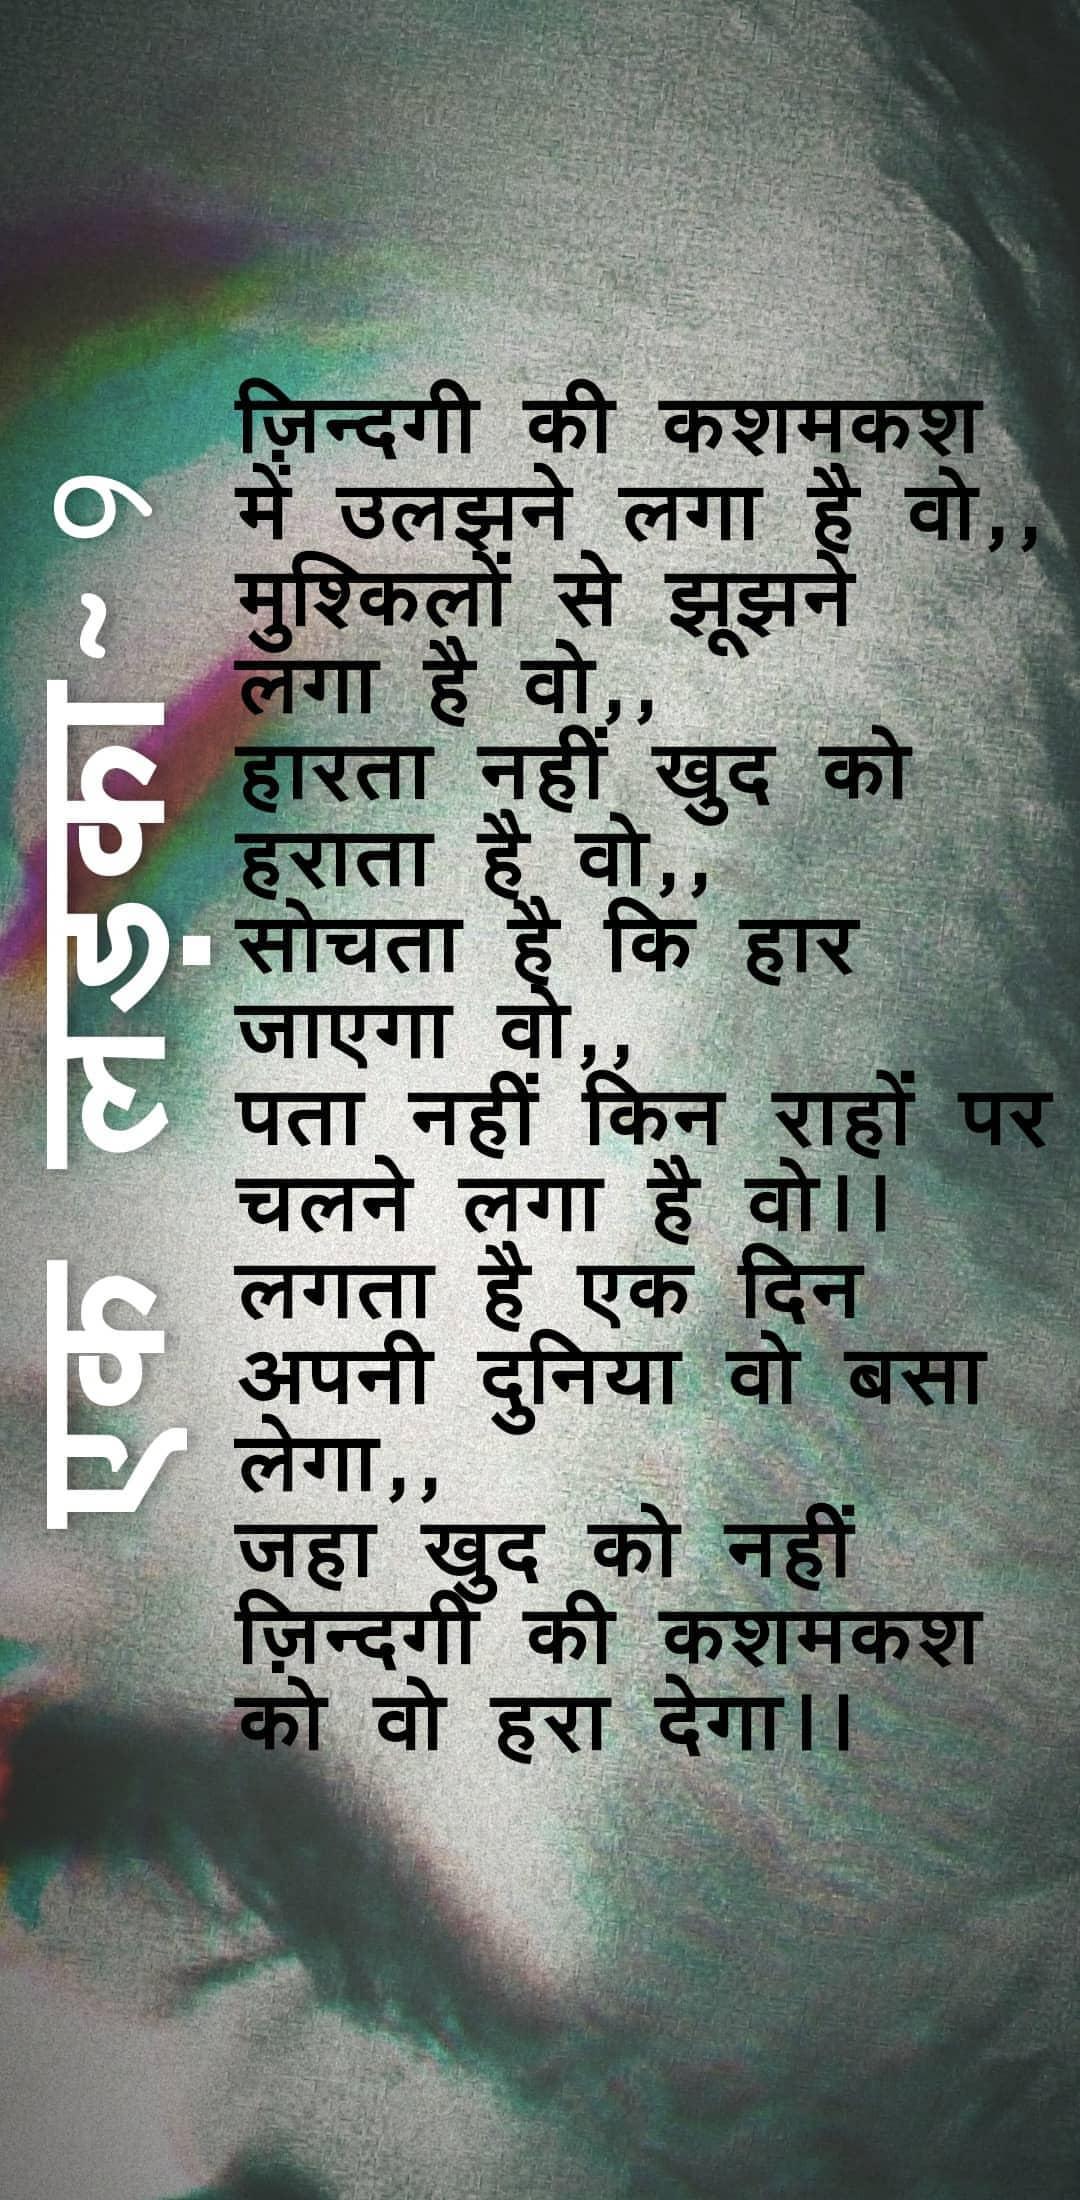 एक लड़का ~ 9
ज़िन्दगी की कशमकश
में उलझने लगा है वो,,
मुश्किलों से झूझने
लगा है वो,,
हारता नहीं खुद को
हराता है वो,,
सोचता है कि हार
जाएगा वो,,
पता नहीं किन राहों पर
चलने लगा है वो।।
लगता है एक दिन
अपनी दुनिया वो बसा
लेगा,,
जहा खुद को नहीं
ज़िन्दगी की कशमकश
को वो हरा देगा।।